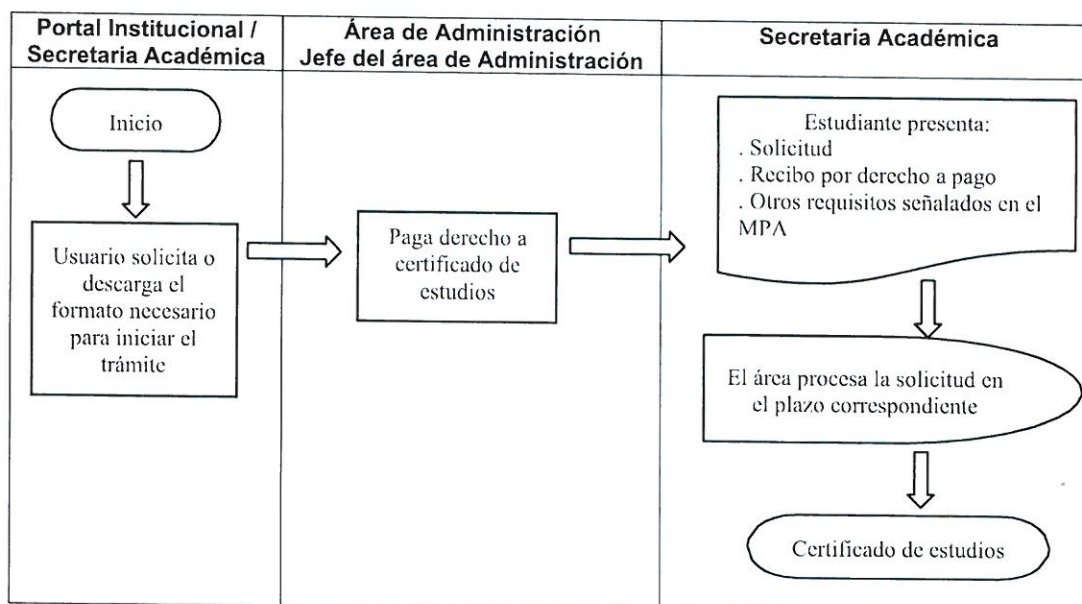 Portal Institucional /
Secretaria Académica
Área de Administración
Jefe del área de Administración
Secretaria Académica
Inicio
Usuario solicita o
descarga el
formato necesario
para iniciar el
trámite
Paga derecho a
certificado de
estudios
Estudiante presenta:
. Solicitud
. Recibo por derecho a pago
. Otros requisitos señalados en el
MPA
El área procesa la solicitud en
el plazo correspondiente
Certificado de estudios